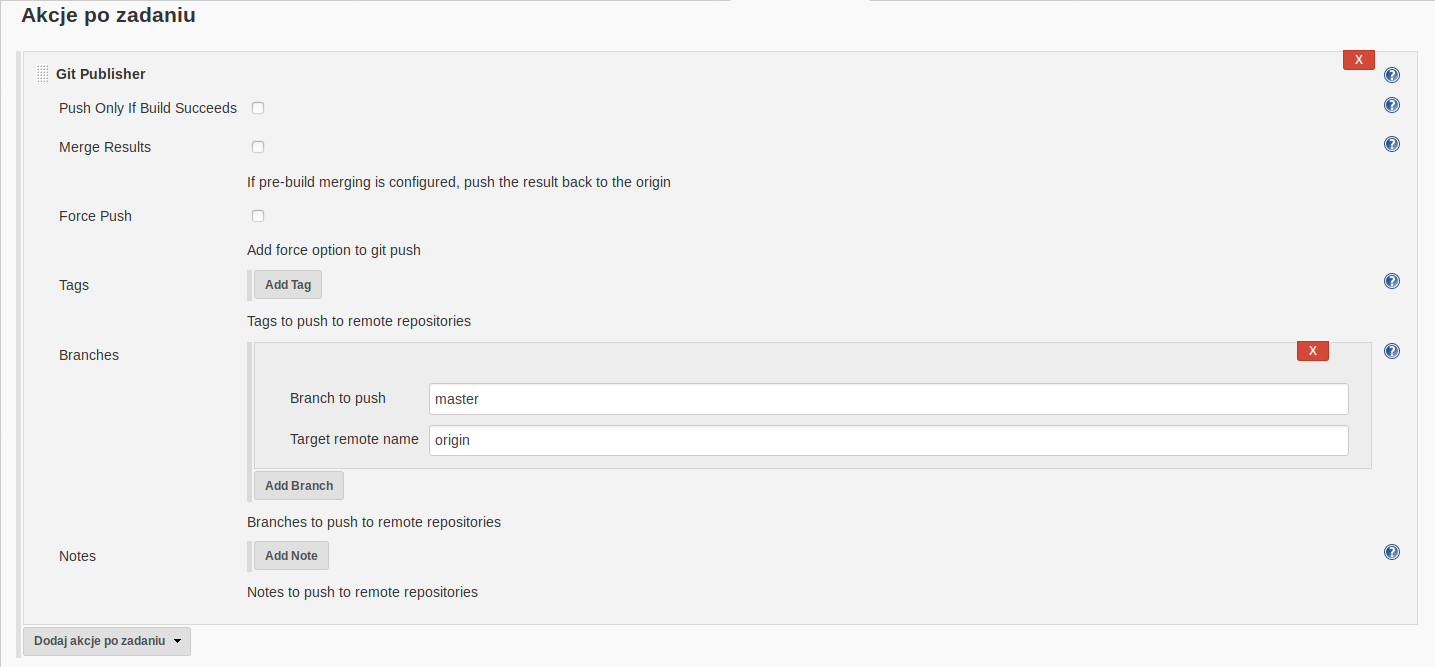 Akcje po zadaniu
X
Git Publisher
?
Push Only If Build Succeeds
?
Merge Results
?
If pre-build merging is configured, push the result back to the origin
Force Push
Add force option to git push
Tags
Add Tag
?
Tags to push to remote repositories
Branches
X
?
Branch to push
master
Target remote name
origin
Add Branch
Branches to push to remote repositories
Notes
Add Note
?
Notes to push to remote repositories
Dodaj akcje po zadaniu